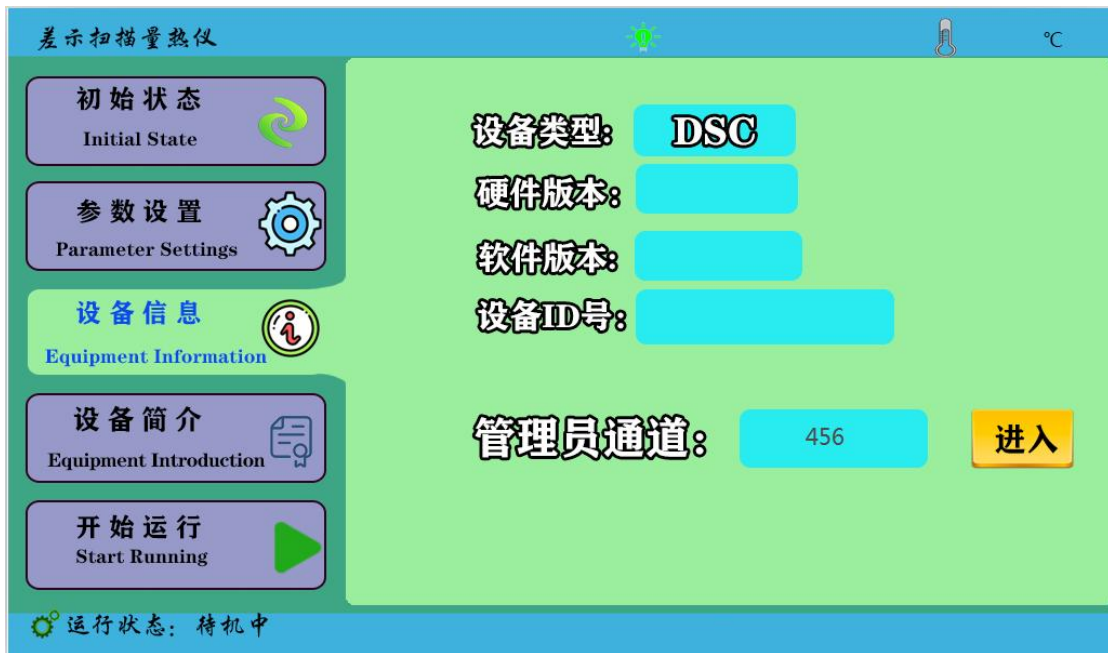 差示扫描量热仪
℃
初始状态
Initial State
参数设置
Parameter Settings
设备信息
Equipment Information
设备简介
Equipment Introduction
开始运行
Start Running
设备类型: DSC
硬件版本:
软件版本:
设备ID号:
管理员通道: 456 进入
运行状态: 待机中